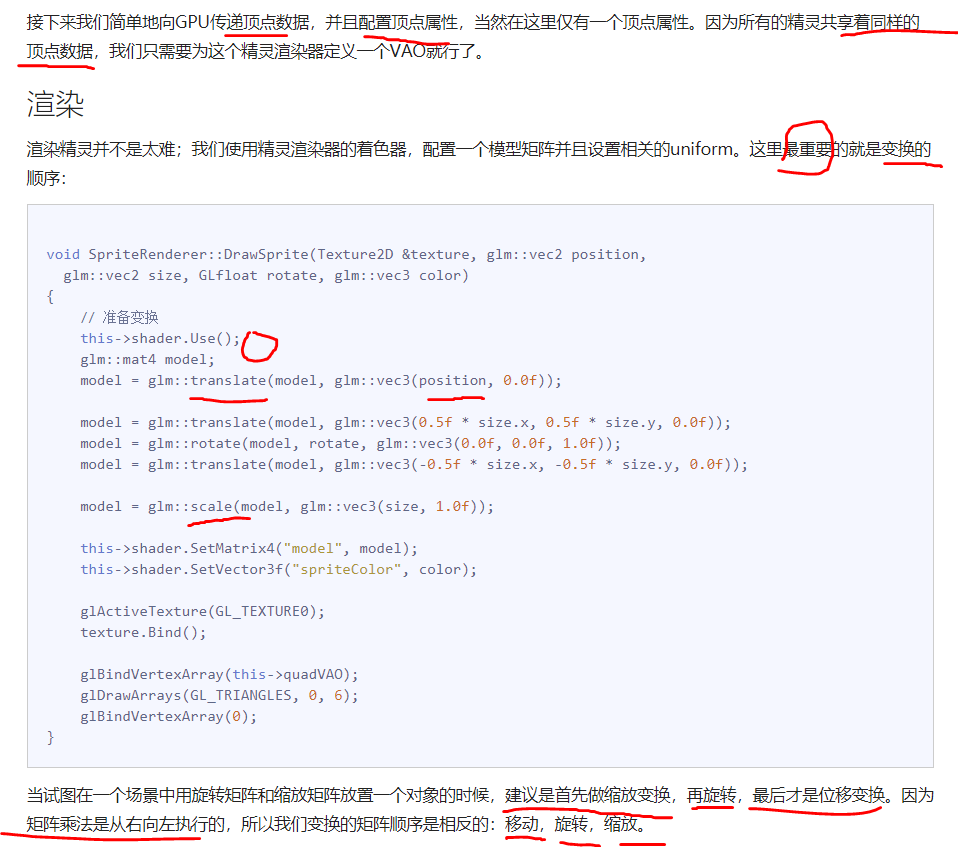 接下来我们简单地向GPU传递顶点数据，并且配置顶点属性，当然在这里仅有一个顶点属性。因为所有的精灵共享着同样的
顶点数据，我们只需要为这个精灵渲染器定义一个VAO就行了。
渲染
渲染精灵并不是太难；我们使用精灵渲染器的着色器，配置一个模型矩阵并且设置相关的uniform。这里最重要的就是变换的
顺序：
void SpriteRenderer::DrawSprite(Texture2D &texture, glm::vec2 position,
  glm::vec2 size, GLfloat rotate, glm::vec3 color)
{
    // 准备变换
    this->shader.Use();
    glm::mat4 model;
    model = glm::translate(model, glm::vec3(position, 0.0f));
    model = glm::translate(model, glm::vec3(0.5f * size.x, 0.5f * size.y, 0.0f));
    model = glm::rotate(model, rotate, glm::vec3(0.0f, 0.0f, 1.0f));
    model = glm::translate(model, glm::vec3(-0.5f * size.x, -0.5f * size.y, 0.0f));
    model = glm::scale(model, glm::vec3(size, 1.0f));
    this->shader.SetMatrix4("model", model);
    this->shader.SetVector3f("spriteColor", color);
    glActiveTexture(GL_TEXTURE0);
    texture.Bind();
    glBindVertexArray(this->quadVAO);
    glDrawArrays(GL_TRIANGLES, 0, 6);
    glBindVertexArray(0);
}
当试图在一个场景中用旋转矩阵和缩放矩阵放置一个对象的时候，建议是首先做缩放变换，再旋转，最后才是位移变换。因为
矩阵乘法是从右向左执行的，所以我们变换的矩阵顺序是相反的：移动，旋转，缩放。